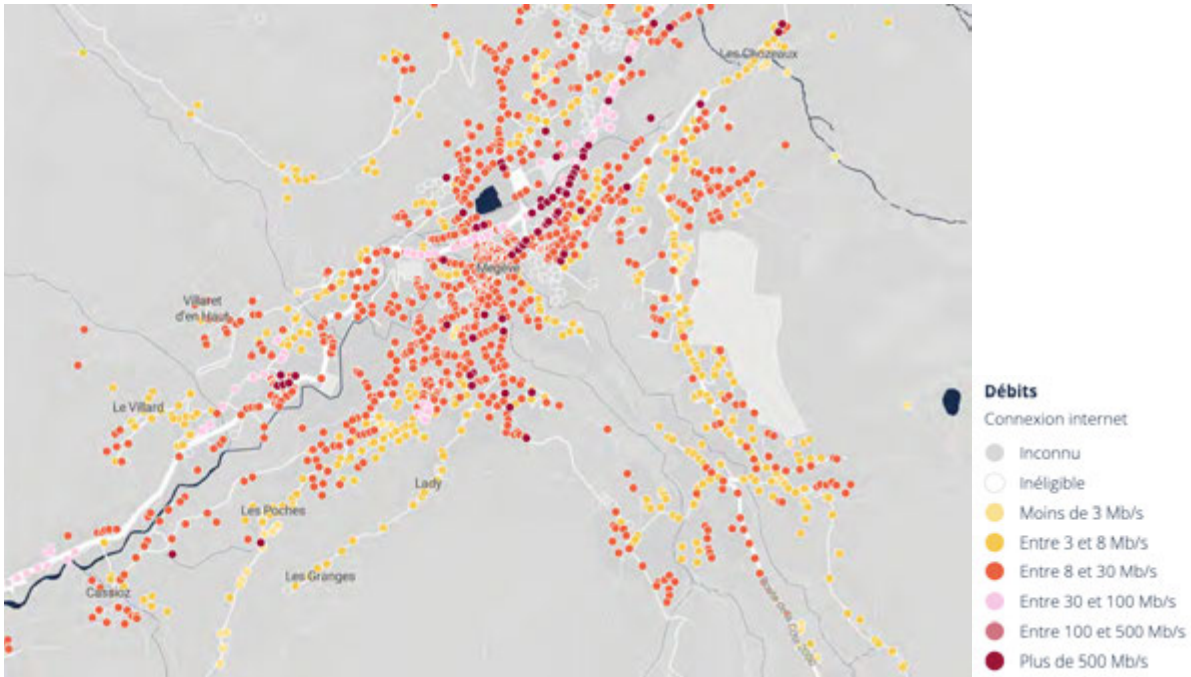 Les Chozeaux
Megève
Villaret
d'en Haut
Le Villard
Lady
Les Poches
Les Granges
Cassioz
Débits
Connexion internet
Inconnu
Inéligible
Moins de 3 Mb/s
Entre 3 et 8 Mb/s
Entre 8 et 30 Mb/s
Entre 30 et 100 Mb/s
Entre 100 et 500 Mb/s
Plus de 500 Mb/s